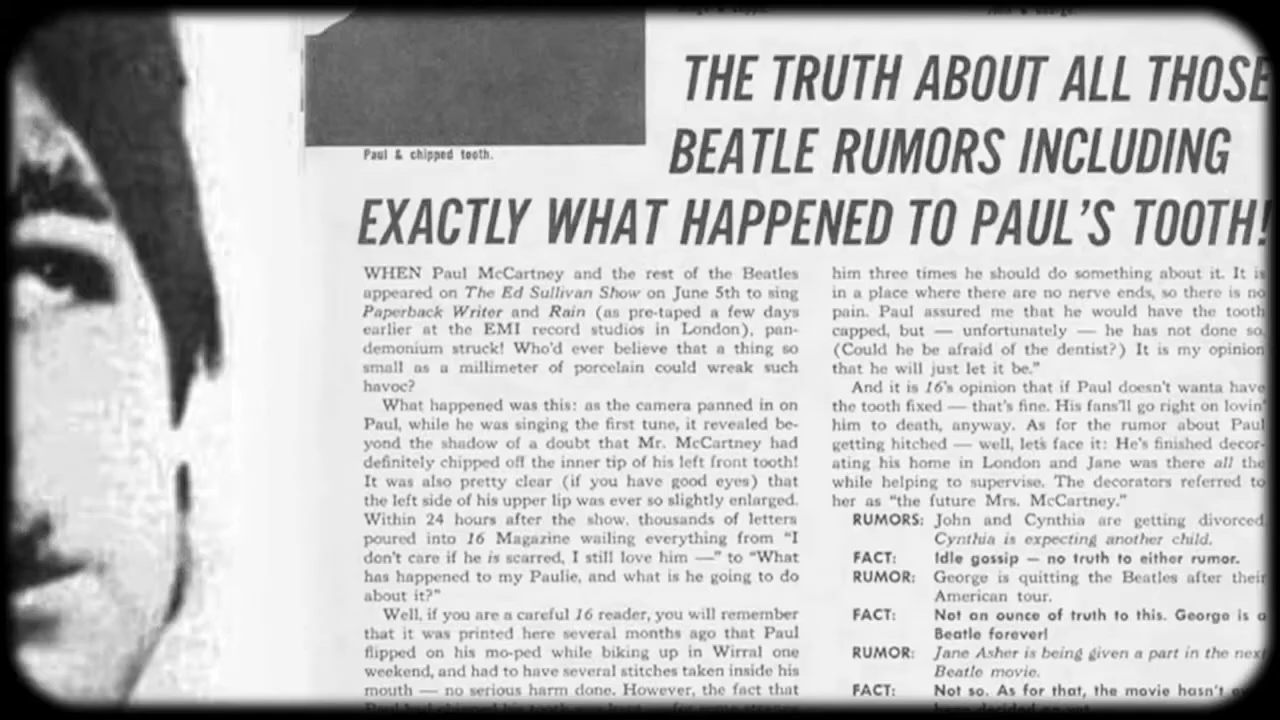 Paul & chipped tooth.
THE TRUTH ABOUT ALL THOSE
BEATLE RUMORS INCLUDING
EXACTLY WHAT HAPPENED TO PAUL'S TOOTH!
WHEN Paul McCartney and the rest of the Beatles
appeared on The Ed Sullivan Show on June 5th to sing
Paperback Writer and Rain (as pre-taped a few days
earlier at the EMI record studios in London), pan-
demonium struck! Who'd ever believe that a thing so
small as a millimeter of porcelain could wreak such
havoc?
What happened was this: as the camera panned in on
Paul, while he was singing the first tune, it revealed be-
yond the shadow of a doubt that Mr. McCartney had
definitely chipped off the inner tip of his left front tooth!
It was also pretty clear (if you have good eyes) that
the left side of his upper lip was ever so slightly enlarged.
Within 24 hours after the show, thousands of letters
poured into 16 Magazine wailing everything from "I
don't care if he is scarred, I still love him —" to "What
has happened to my Paulie, and what is he going to do
about it?"
Well, if you are a careful 16 reader, you will remember
that it was printed here several months ago that Paul
flipped on his mo-ped while biking up in Wirral one
weekend, and had to have several stitches taken inside his
mouth — no serious harm done. However, the fact that
him three times he should do something about it. It is
in a place where there are no nerve ends, so there is no
pain. Paul assured me that he would have the tooth
capped, but — unfortunately — he has not done so.
(Could he be afraid of the dentist?) It is my opinion
that he will just let it be."
And it is 16's opinion that if Paul doesn't wanta have
the tooth fixed — that's fine. His fans'll go right on lovin'
him to death, anyway. As for the rumor about Paul
getting hitched — well, let's face it: He's finished decor-
ating his home in London and Jane was there all the
while helping to supervise. The decorators referred to
her as "the future Mrs. McCartney."
RUMORS: John and Cynthia are getting divorced.
Cynthia is expecting another child.
FACT: Idle gossip — no truth to either rumor.
RUMOR: George is quitting the Beatles after their
American tour.
FACT: Not an ounce of truth to this. George is a
Beatle forever!
RUMOR: Jane Asher is being given a part in the next
Beatle movie.
FACT: Not so. As for that, the movie hasn't